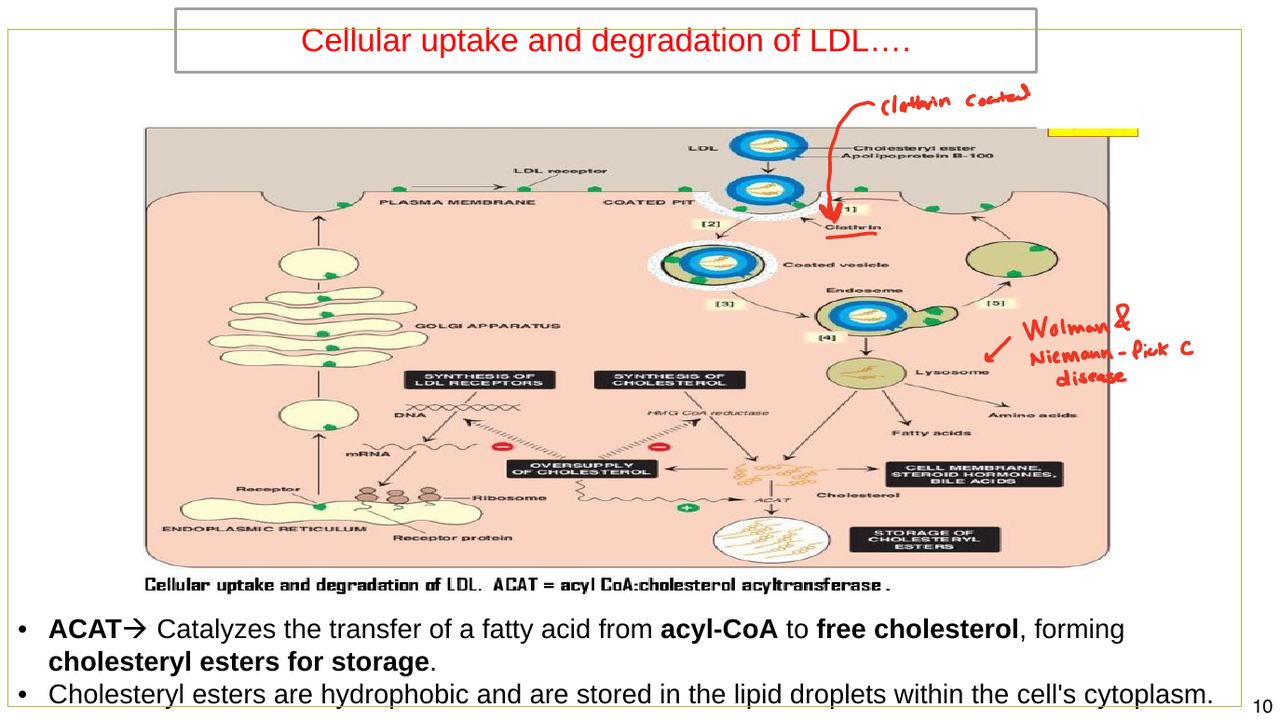 Cellular uptake and degradation of LDL….
Clathrin coated
LDL
Cholesteryl ester
Apolipoprotein B-100
LDL receptor
PLASMA MEMBRANE
COATED PIT
[1]
Clathrin
[2]
Coated vesicle
Endosome
[3]
[5]
[4]
GOLGI APPARATUS
Wolman &
Niemann-Pick C
disease
Lysosome
SYNTHESIS OF
LDL RECEPTORS
SYNTHESIS OF
CHOLESTEROL
DNA
HMG CoA reductase
Amino acids
Fatty acids
mRNA
OVERSUPPLY
OF CHOLESTEROL
CELL MEMBRANE,
STEROID HORMONES,
BILE ACIDS
Receptor
Ribosome
ACAT
Cholesterol
ENDOPLASMIC RETICULUM
Receptor protein
STORAGE OF
CHOLESTERYL
ESTERS
Cellular uptake and degradation of LDL. ACAT = acyl CoA:cholesterol acyltransferase .
• ACAT→ Catalyzes the transfer of a fatty acid from acyl-CoA to free cholesterol, forming
cholesteryl esters for storage.
• Cholesteryl esters are hydrophobic and are stored in the lipid droplets within the cell's cytoplasm.
10